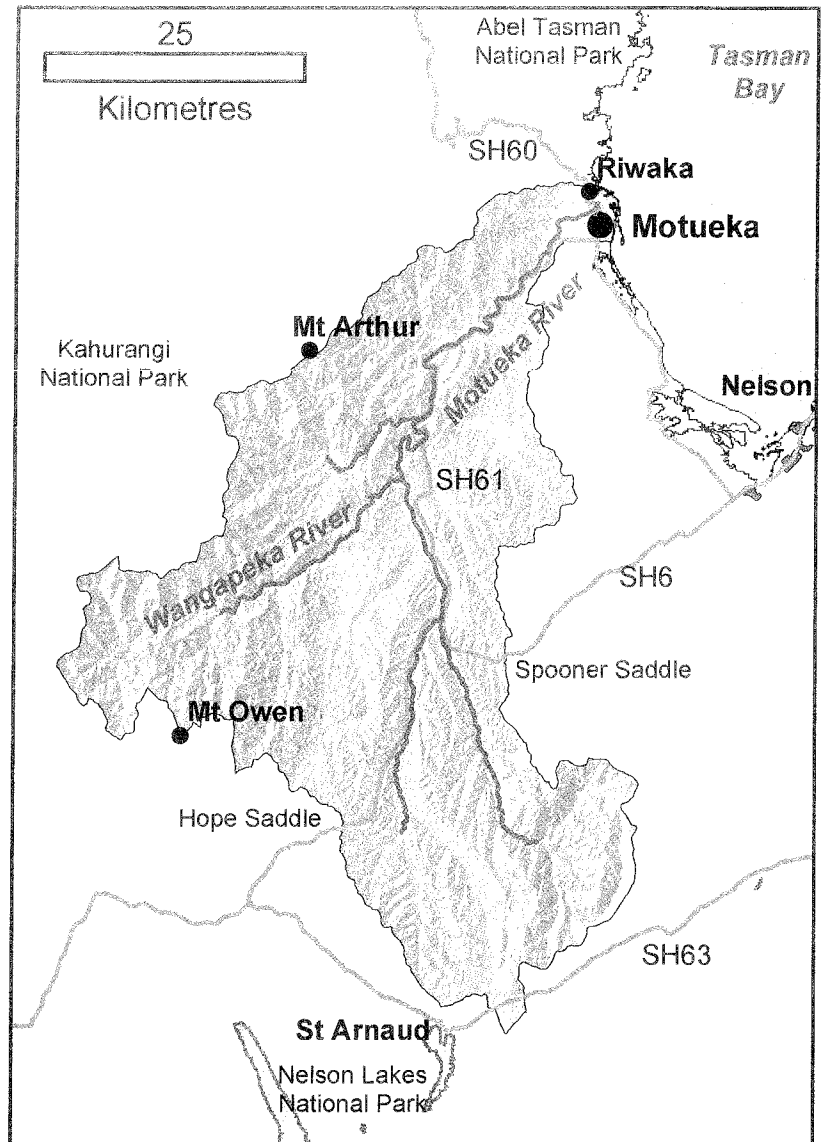 25
Kilometres
Abel Tasman
National Park
Tasman
Bay
SH60
Riwaka
Motueka
Mt Arthur
Kahurangi
National Park
Motueka River
Nelson
SH61
Wangapeka River
SH6
Spooner Saddle
Mt Owen
Hope Saddle
SH63
St Arnaud
Nelson Lakes
National Park